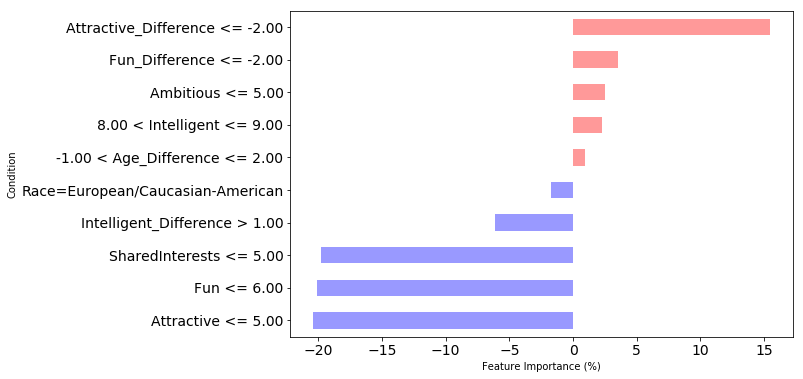 Attractive_Difference <= -2.00
Fun_Difference <= -2.00
Ambitious <= 5.00
8.00 < Intelligent <= 9.00
-1.00 < Age_Difference <= 2.00
Race=European/Caucasian-American
Intelligent_Difference > 1.00
SharedInterests <= 5.00
Fun <= 6.00
Attractive <= 5.00
Condition
−20 −15 −10 −5 0 5 10 15
Feature Importance (%)